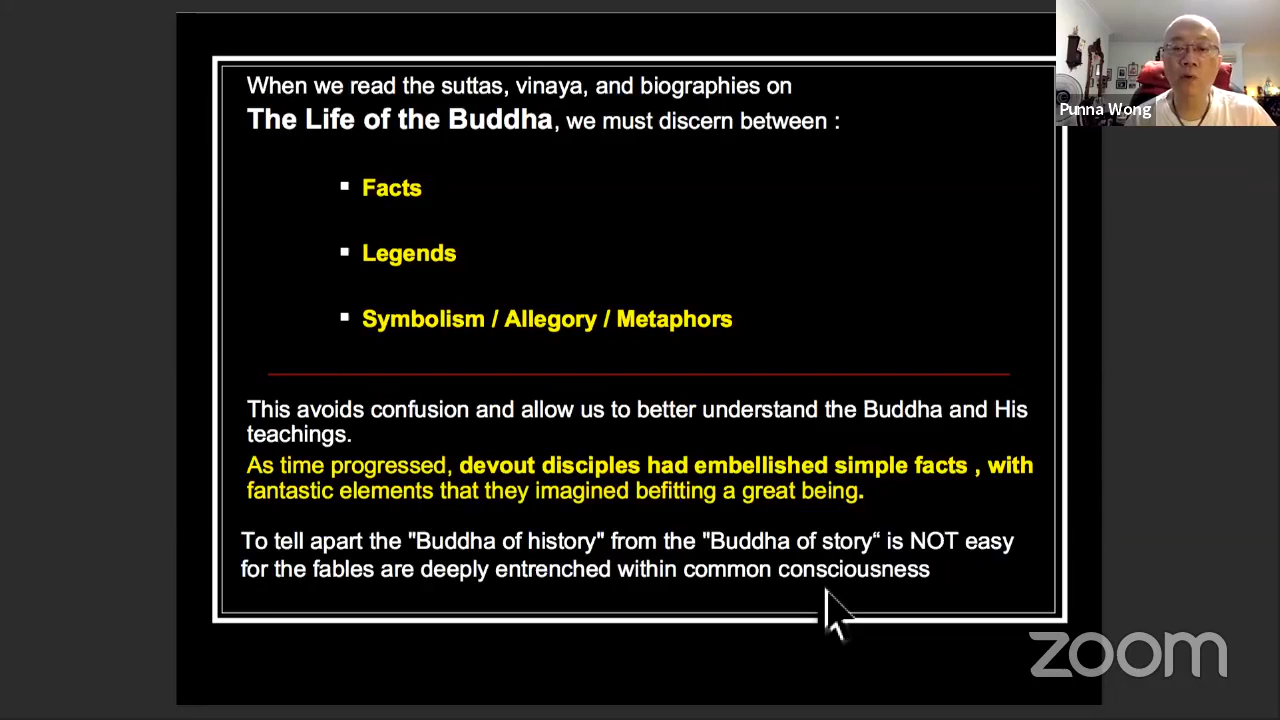 When we read the suttas, vinaya, and biographies on
The Life of the Buddha, we must discern between :
▪ Facts
▪ Legends
▪ Symbolism / Allegory / Metaphors
This avoids confusion and allow us to better understand the Buddha and His
teachings.
As time progressed, devout disciples had embellished simple facts , with
fantastic elements that they imagined befitting a great being.
To tell apart the "Buddha of history" from the "Buddha of story“ is NOT easy
for the fables are deeply entrenched within common consciousness
Punna Wong
zoom